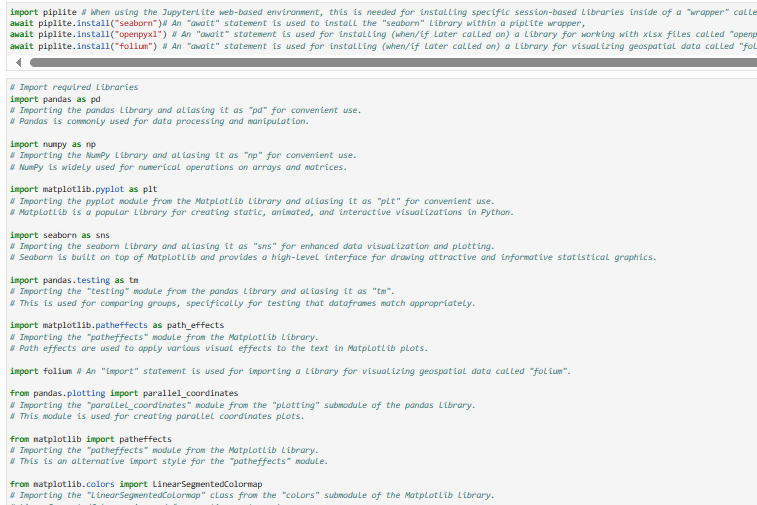 import piplite # When using the JupyterLite web-based environment, this is needed for installing specific session-based libraries inside of a "wrapper"
await piplite.install("seaborn")# An "await" statement is used to install the "seaborn" library within a piplite wrapper,
await piplite.install("openpyxl") # An "await" statement is used for installing (when/if later called on) a library for working with xlsx files called
await piplite.install("folium") # An "await" statement is used for installing (when/if later called on) a library for visualizing geospatial data called
# Import required libraries
import pandas as pd
# Importing the pandas library and aliasing it as "pd" for convenient use.
# Pandas is commonly used for data processing and manipulation.
import numpy as np
# Importing the NumPy library and aliasing it as "np" for convenient use.
# NumPy is widely used for numerical operations on arrays and matrices.
import matplotlib.pyplot as plt
# Importing the pyplot module from the Matplotlib library and aliasing it as "plt" for convenient use.
# Matplotlib is a popular library for creating static, animated, and interactive visualizations in Python.
import seaborn as sns
# Importing the seaborn library and aliasing it as "sns" for enhanced data visualization and plotting.
# Seaborn is built on top of Matplotlib and provides a high-level interface for drawing attractive and informative statistical graphics.
import pandas.testing as tm
# Importing the "testing" module from the pandas library and aliasing it as "tm".
# This is used for comparing groups, specifically for testing that dataframes match appropriately.
import matplotlib.patheffects as path_effects
# Importing the "patheffects" module from the Matplotlib library.
# Path effects are used to apply various visual effects to the text in Matplotlib plots.
import folium # An "import" statement is used for importing a library for visualizing geospatial data called "folium".
from pandas.plotting import parallel_coordinates
# Importing the "parallel_coordinates" module from the "plotting" submodule of the pandas library.
# This module is used for creating parallel coordinates plots.
from matplotlib import patheffects
# Importing the "patheffects" module from the Matplotlib library.
# This is an alternative import style for the "patheffects" module.
from matplotlib.colors import LinearSegmentedColormap
# Importing the "LinearSegmentedColormap" class from the "colors" submodule of the Matplotlib library.